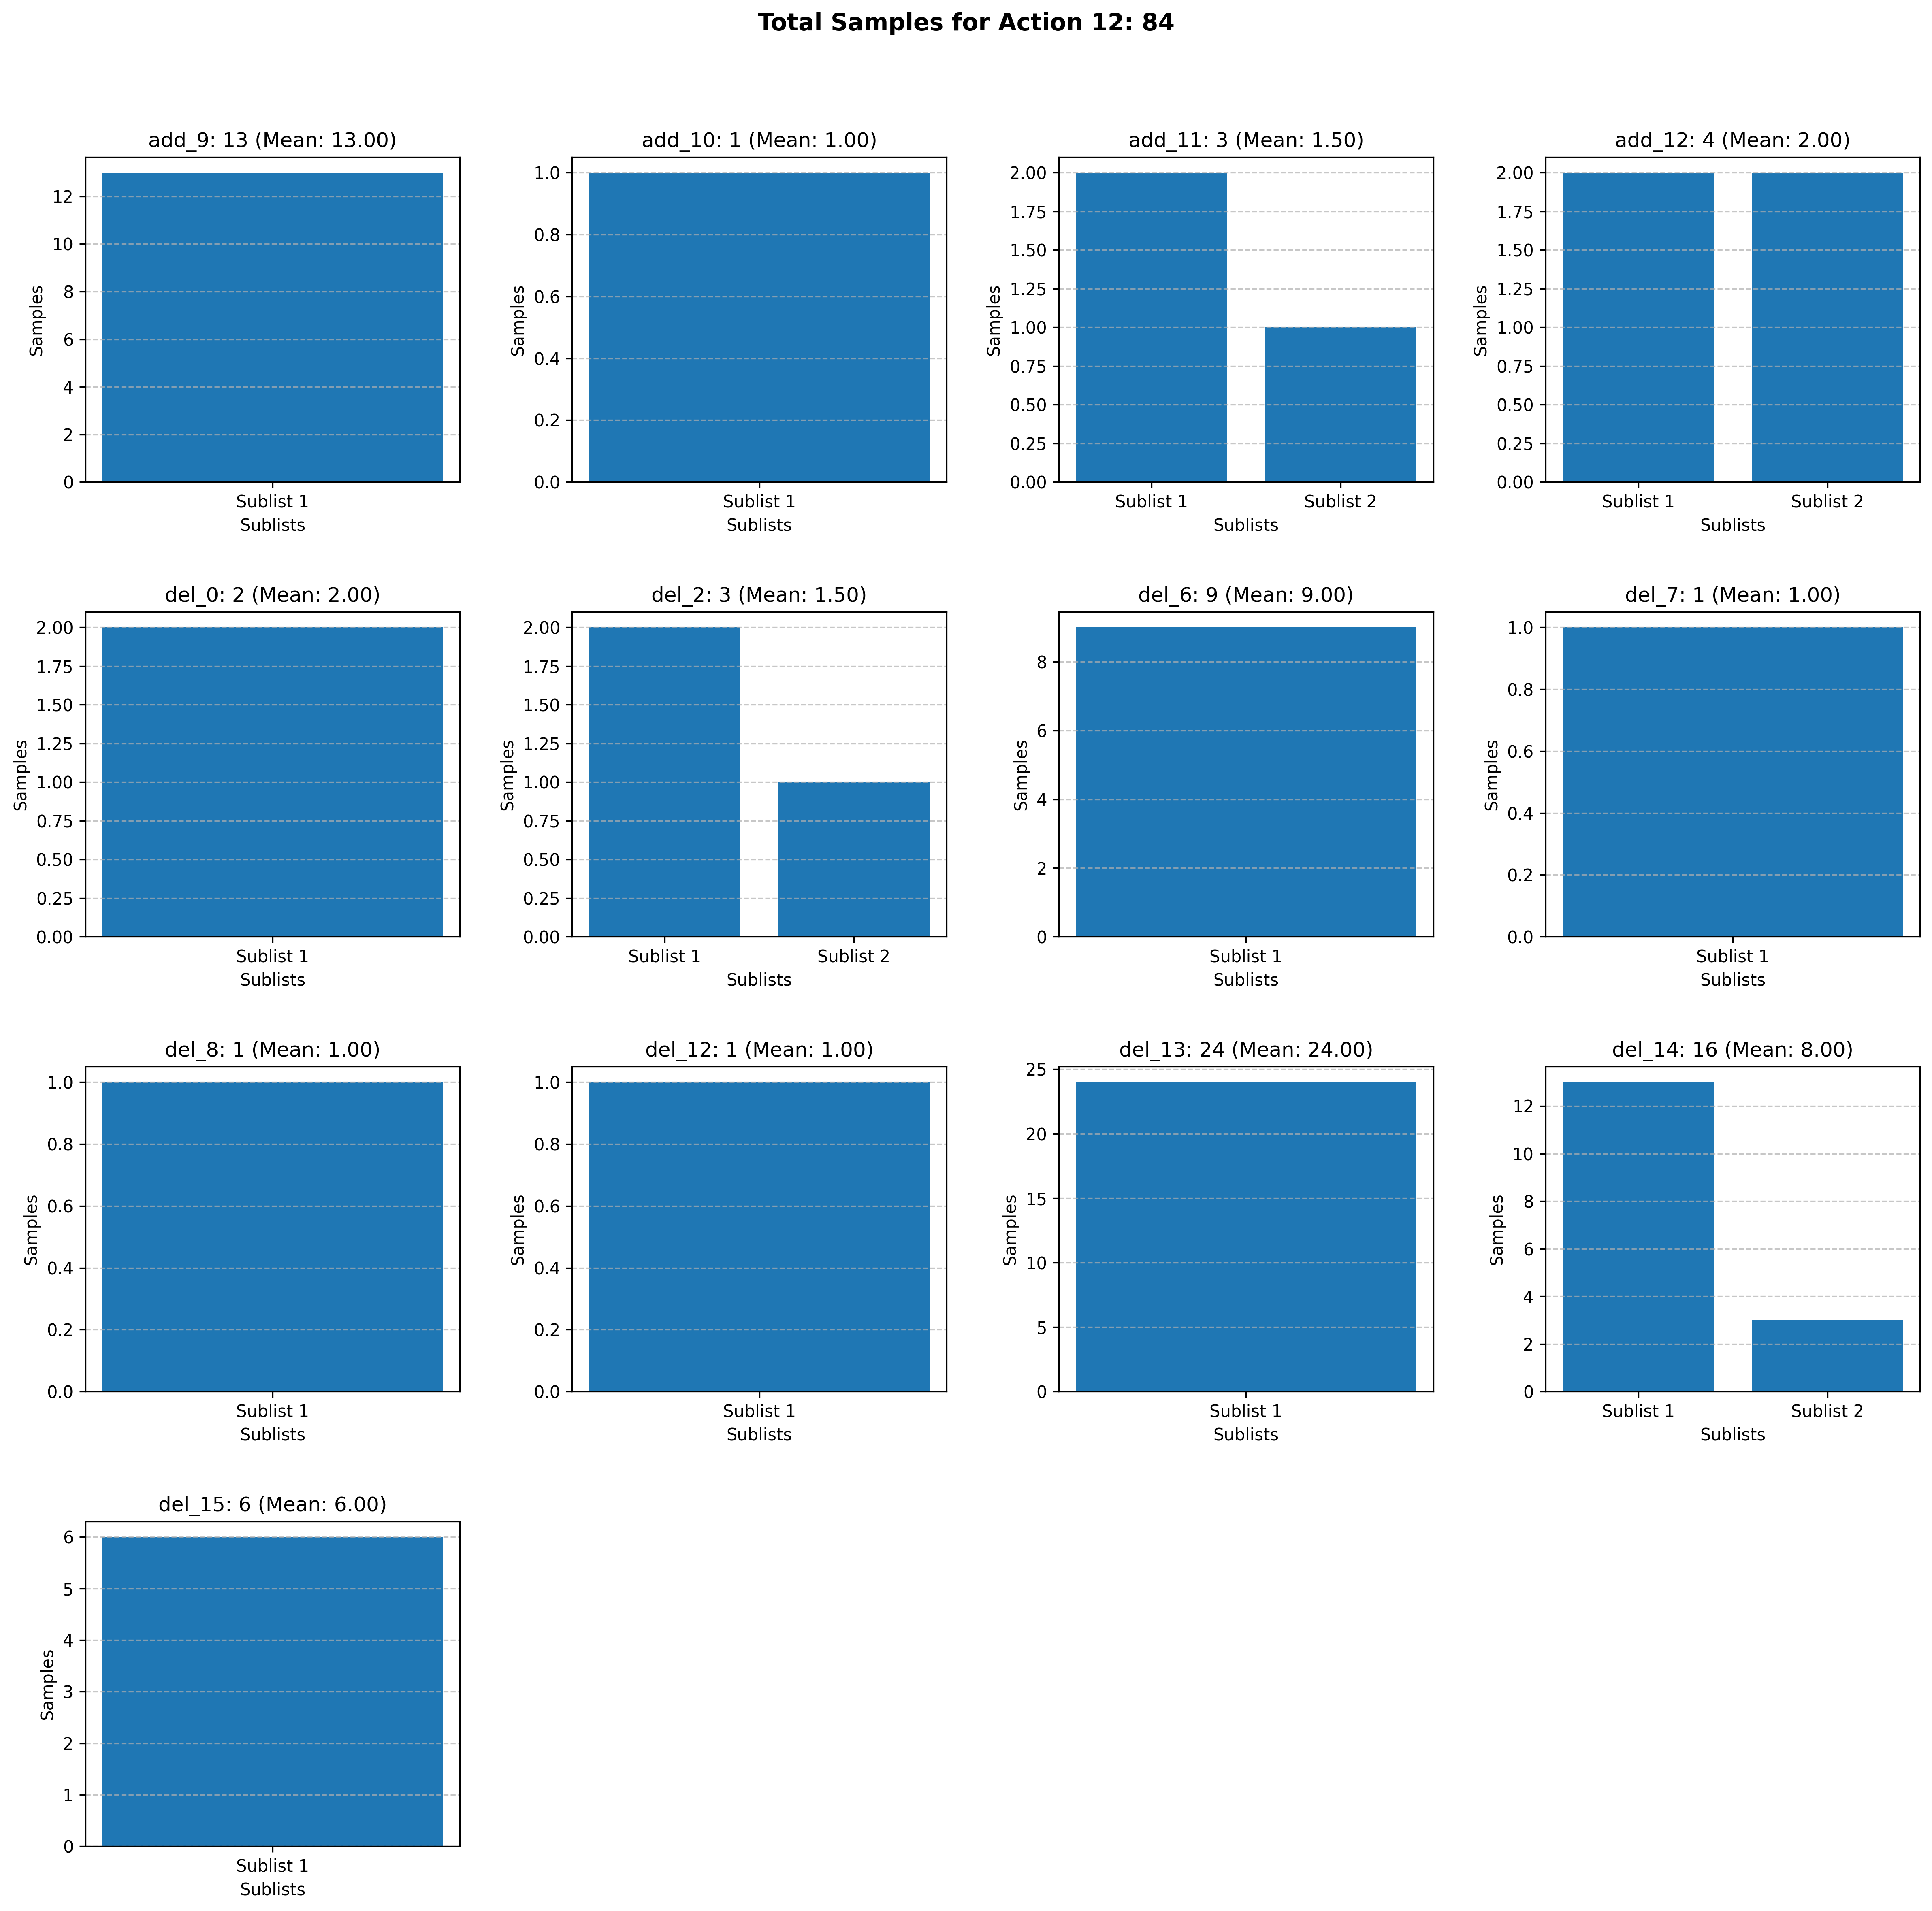 Total Samples for Action 12: 84
add_9: 13 (Mean: 13.00)
12
10
8
6
4
2
0
Samples
Sublist 1
Sublists
add_10: 1 (Mean: 1.00)
1.0
0.8
0.6
0.4
0.2
0.0
Samples
Sublist 1
Sublists
add_11: 3 (Mean: 1.50)
2.00
1.75
1.50
1.25
1.00
0.75
0.50
0.25
0.00
Samples
Sublist 1 Sublist 2
Sublists
add_12: 4 (Mean: 2.00)
2.00
1.75
1.50
1.25
1.00
0.75
0.50
0.25
0.00
Samples
Sublist 1 Sublist 2
Sublists
del_0: 2 (Mean: 2.00)
2.00
1.75
1.50
1.25
1.00
0.75
0.50
0.25
0.00
Samples
Sublist 1
Sublists
del_2: 3 (Mean: 1.50)
2.00
1.75
1.50
1.25
1.00
0.75
0.50
0.25
0.00
Samples
Sublist 1 Sublist 2
Sublists
del_6: 9 (Mean: 9.00)
8
6
4
2
0
Samples
Sublist 1
Sublists
del_7: 1 (Mean: 1.00)
1.0
0.8
0.6
0.4
0.2
0.0
Samples
Sublist 1
Sublists
del_8: 1 (Mean: 1.00)
1.0
0.8
0.6
0.4
0.2
0.0
Samples
Sublist 1
Sublists
del_12: 1 (Mean: 1.00)
1.0
0.8
0.6
0.4
0.2
0.0
Samples
Sublist 1
Sublists
del_13: 24 (Mean: 24.00)
25
20
15
10
5
0
Samples
Sublist 1
Sublists
del_14: 16 (Mean: 8.00)
12
10
8
6
4
2
0
Samples
Sublist 1 Sublist 2
Sublists
del_15: 6 (Mean: 6.00)
6
5
4
3
2
1
0
Samples
Sublist 1
Sublists